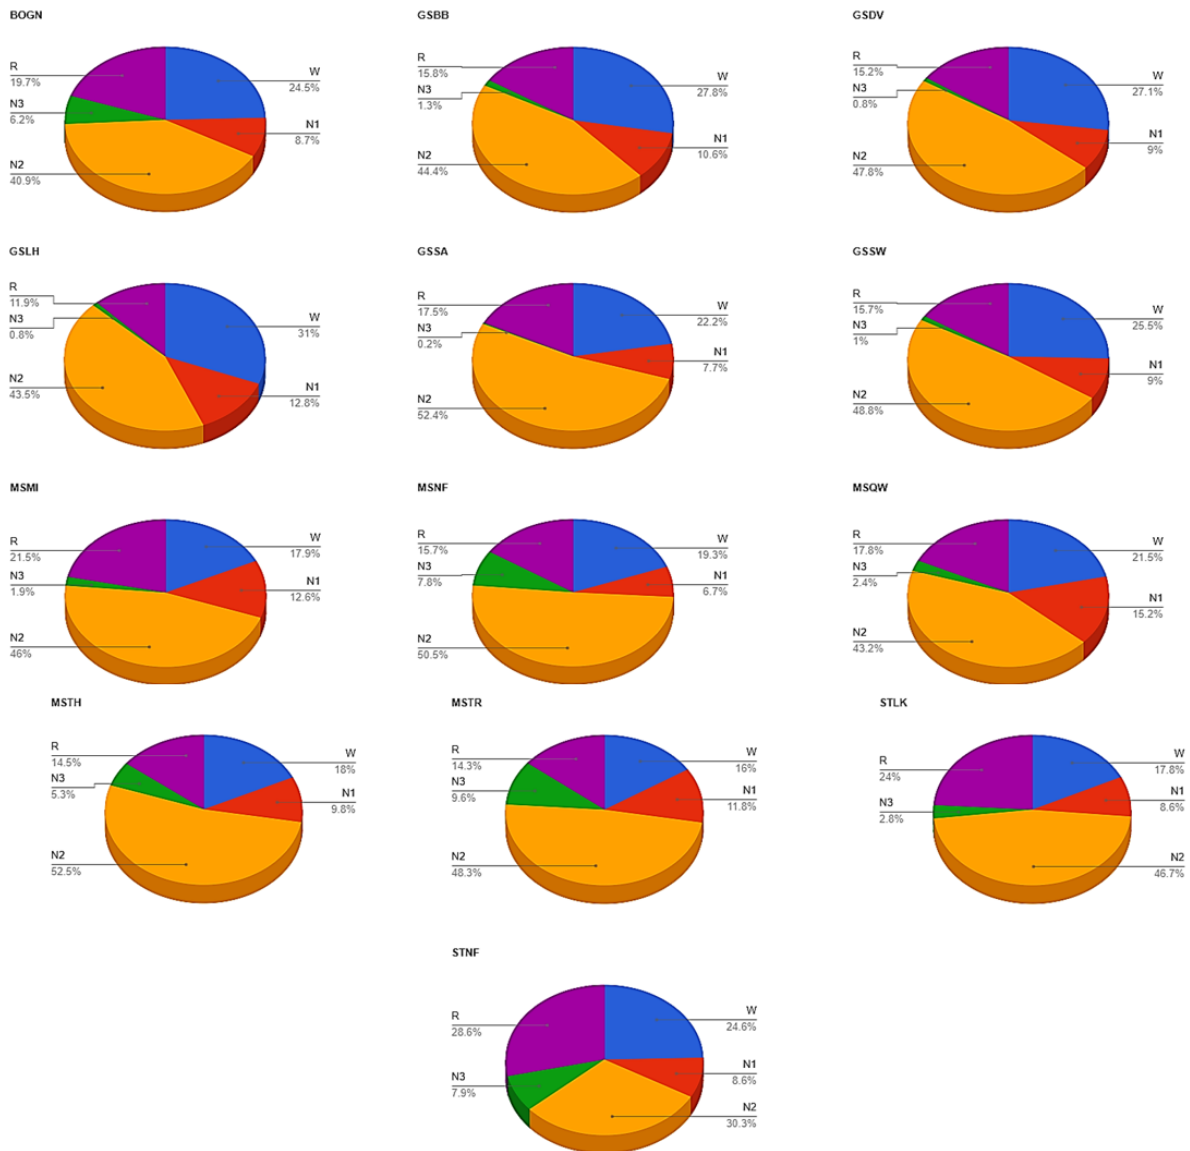 BOGN
R
19.7%
N3
6.2%
N2
40.9%
W
24.5%
N1
8.7%
GSBB
R
15.8%
N3
1.3%
N2
44.4%
W
27.8%
N1
10.6%
GSDV
R
15.2%
N3
0.8%
N2
47.8%
W
27.1%
N1
9%
GSLH
R
11.9%
N3
0.8%
N2
43.5%
W
31%
N1
12.8%
GSSA
R
17.5%
N3
0.2%
N2
52.4%
W
22.2%
N1
7.7%
GSSW
R
15.7%
N3
1%
N2
48.8%
W
25.5%
N1
9%
MSMI
R
21.5%
N3
1.9%
N2
46%
W
17.9%
N1
12.6%
MSNF
R
15.7%
N3
7.8%
N2
50.5%
W
19.3%
N1
6.7%
MSQW
R
17.8%
N3
2.4%
N2
43.2%
W
21.5%
N1
15.2%
MSTH
R
14.5%
N3
5.3%
N2
52.5%
W
18%
N1
9.8%
MSTR
R
14.3%
N3
9.6%
N2
48.3%
W
16%
N1
11.8%
STLK
R
24%
N3
2.8%
W
17.8%
N1
8.6%
N2
46.7%
STNF
R
28.6%
N3
7.9%
W
24.6%
N1
8.6%
N2
30.3%